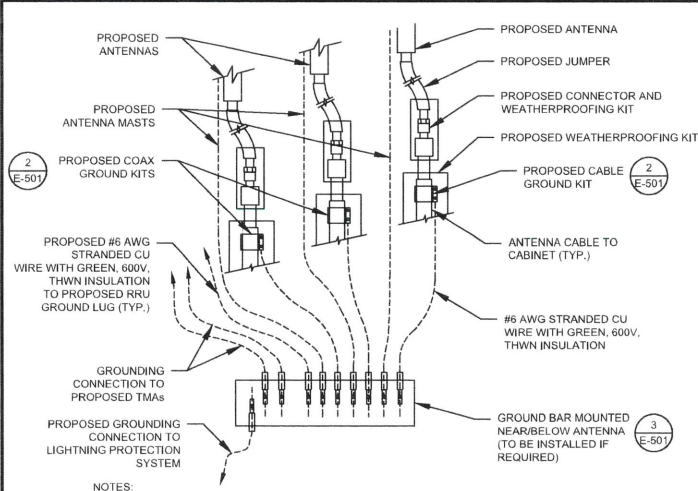 PROPOSED
ANTENNAS
PROPOSED
ANTENNA MASTS
2
E-501
PROPOSED COAX
GROUND KITS
PROPOSED #6 AWG
STRANDED CU
WIRE WITH GREEN, 600V,
THWN INSULATION
TO PROPOSED RRU
GROUND LUG (TYP.)
GROUNDING
CONNECTION TO
PROPOSED TMAs
PROPOSED GROUNDING
CONNECTION TO
LIGHTNING PROTECTION
SYSTEM
NOTES:
PROPOSED ANTENNA
PROPOSED JUMPER
PROPOSED CONNECTOR AND
WEATHERPROOFING KIT
PROPOSED WEATHERPROOFING KIT
PROPOSED CABLE
GROUND KIT
2
E-501
ANTENNA CABLE TO
CABINET (TYP.)
#6 AWG STRANDED CU
WIRE WITH GREEN, 600V,
THWN INSULATION
GROUND BAR MOUNTED
NEAR/BELOW ANTENNA
(TO BE INSTALLED IF
REQUIRED)
3
E-501